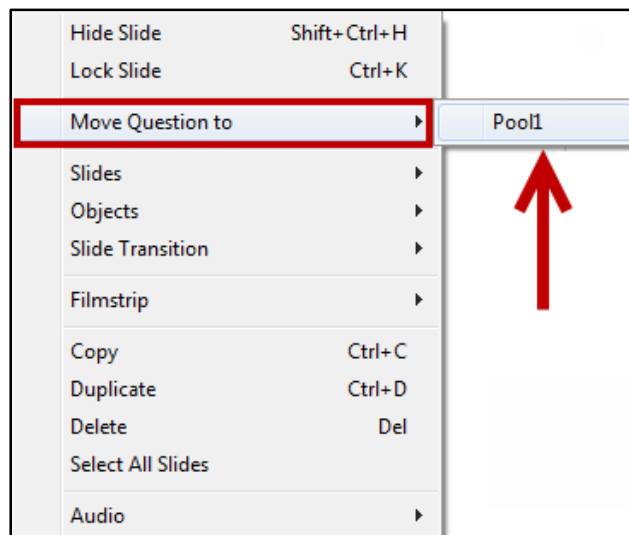 Hide Slide Shift+Ctrl+H
Lock Slide Ctrl+K
Move Question to Pool1
Slides
Objects
Slide Transition
Filmstrip
Copy Ctrl+C
Duplicate Ctrl+D
Delete Del
Select All Slides
Audio